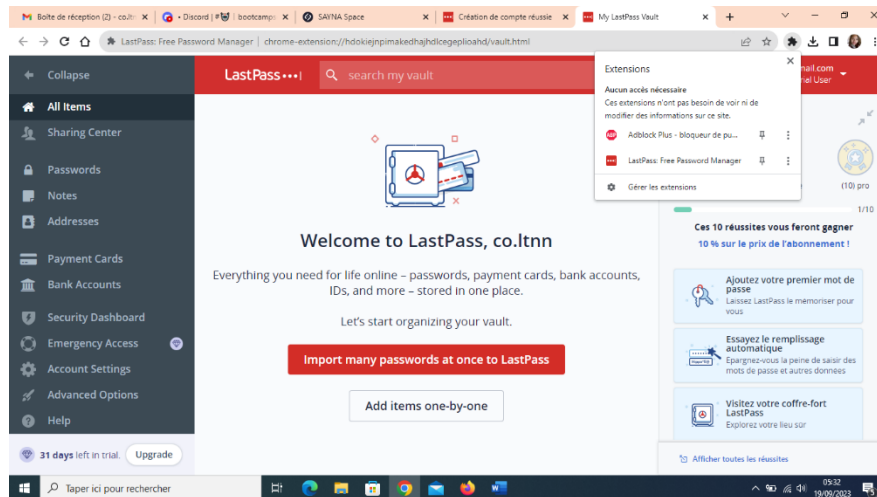 Boîte de réception (2) - co.ltn
Discord | # | bootcamp
SAYNA Space
Création de compte réussie
My LastPass Vault
LastPass: Free Password Manager | chrome-extension://hdokiejnpimakedhajhdlcegeplioahd/vault.html
Collapse
LastPass
search my vault
All Items
Sharing Center
Passwords
Notes
Addresses
Payment Cards
Bank Accounts
Security Dashboard
Emergency Access
Account Settings
Advanced Options
Help
31 days left in trial.
Upgrade
Welcome to LastPass, co.ltnn
Everything you need for life online – passwords, payment cards, bank accounts,
IDs, and more – stored in one place.
Let's start organizing your vault.
Import many passwords at once to LastPass
Add items one-by-one
Extensions
Aucun accès nécessaire
Ces extensions n'ont pas besoin de voir ni de
modifier des informations sur ce site.
Adblock Plus - bloqueur de pu...
LastPass: Free Password Manager
Gérer les extensions
mail.com
User
(10) pro
1/10
Ces 10 réussites vous feront gagner
10 % sur le prix de l'abonnement !
Ajoutez votre premier mot de
passe
Laissez LastPass le mémoriser pour
vous
Essayez le remplissage
automatique
Épargnez-vous la peine de saisir des
mots de passe et autres données
Visitez votre coffre-fort
LastPass
Explorez votre lieu sûr
Afficher toutes les réussites
Taper ici pour rechercher
05:32
19/09/2023